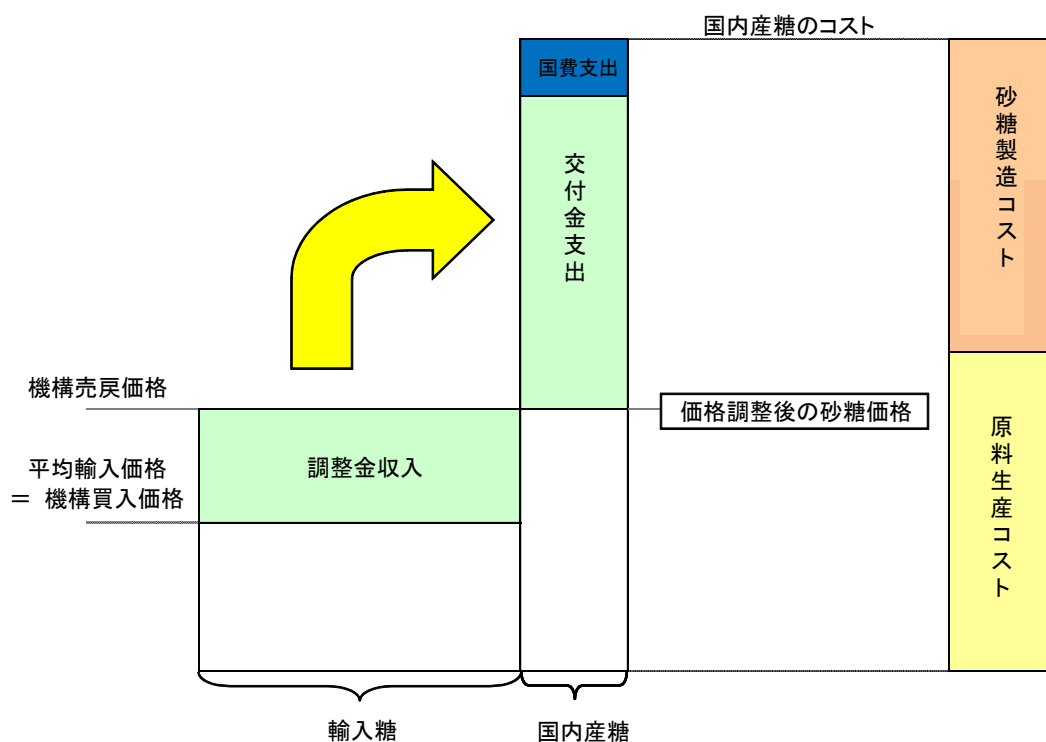 国内産糖のコスト
国費支出
砂糖製造コスト
交付金支出
機構売戻価格
価格調整後の砂糖価格
平均輸入価格
＝ 機構買入価格
調整金収入
原料生産コスト
輸入糖
国内産糖